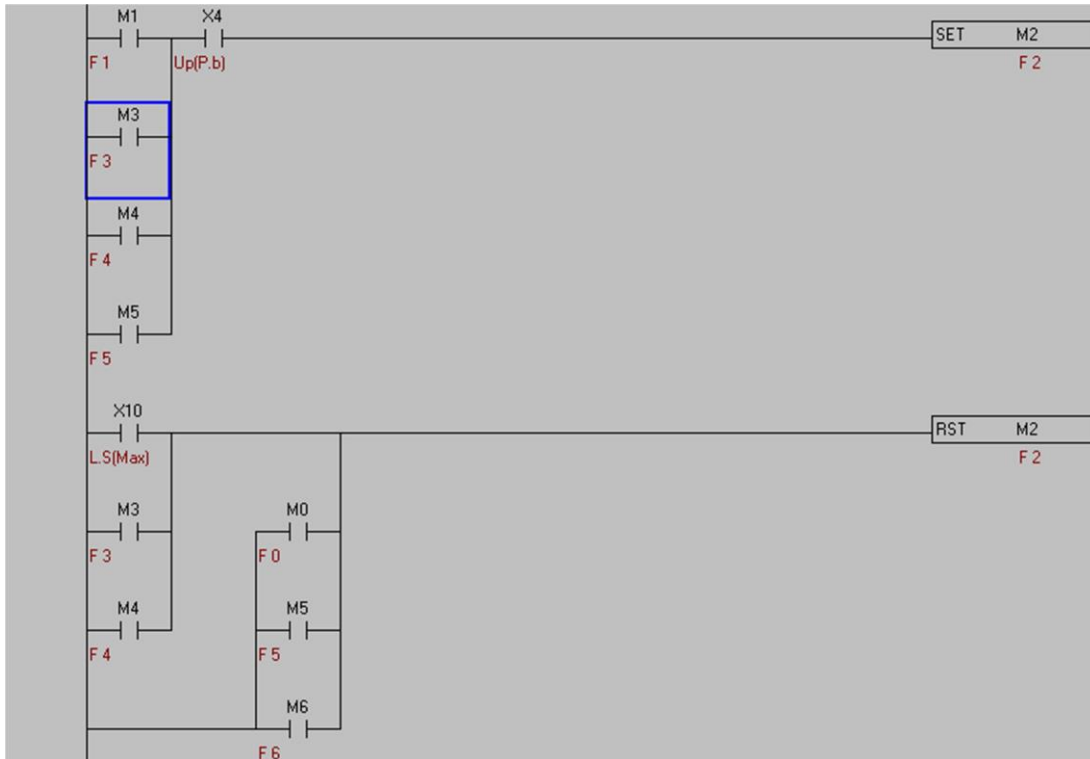 M1 X4
SET M2
F 1 Up(P.b) F 2
M3
F 3
M4
F 4
M5
F 5
X10
RST M2
L.S(Max) F 2
M3 M0
F 3 F 0
M4 M5
F 4 F 5
M6
F 6